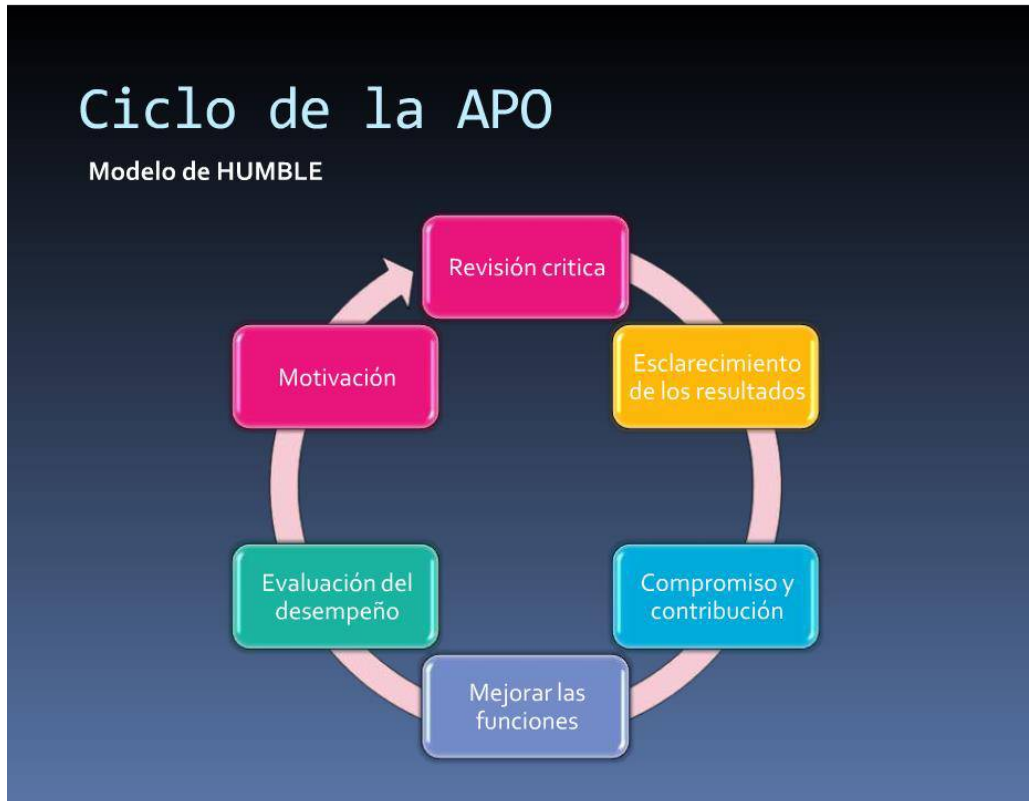 Ciclo de la APO
Modelo de HUMBLE
Revisión critica
Esclarecimiento
de los resultados
Compromiso y
contribución
Mejorar las
funciones
Evaluación del
desempeño
Motivación